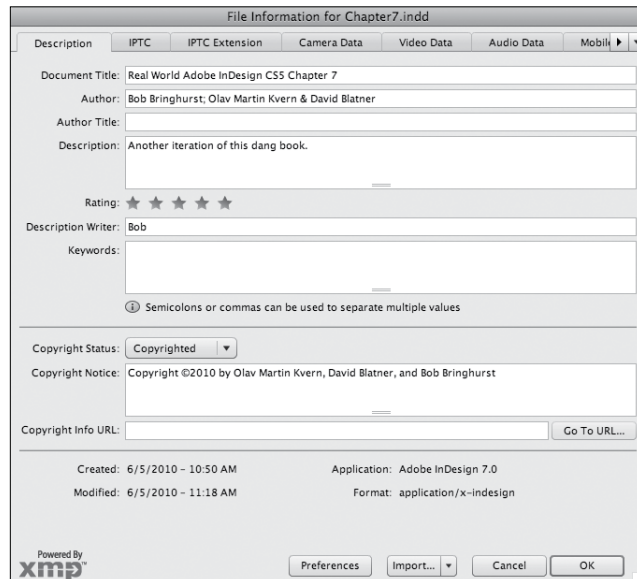 File Information for Chapter7.indd
Description IPTC IPTC Extension Camera Data Video Data Audio Data Mobile
Document Title: Real World Adobe InDesign CS5 Chapter 7
Author: Bob Bringhurst; Olav Martin Kvern & David Blatner
Author Title:
Description: Another iteration of this dang book.
Rating:
Description Writer: Bob
Keywords:
Semicolons or commas can be used to separate multiple values
Copyright Status: Copyrighted
Copyright Notice: Copyright ©2010 by Olav Martin Kvern, David Blatner, and Bob Bringhurst
Copyright Info URL: Go To URL...
Created: 6/5/2010 – 10:50 AM Application: Adobe InDesign 7.0
Modified: 6/5/2010 – 11:18 AM Format: application/x-indesign
Powered By
xmp™ Preferences Import... Cancel OK